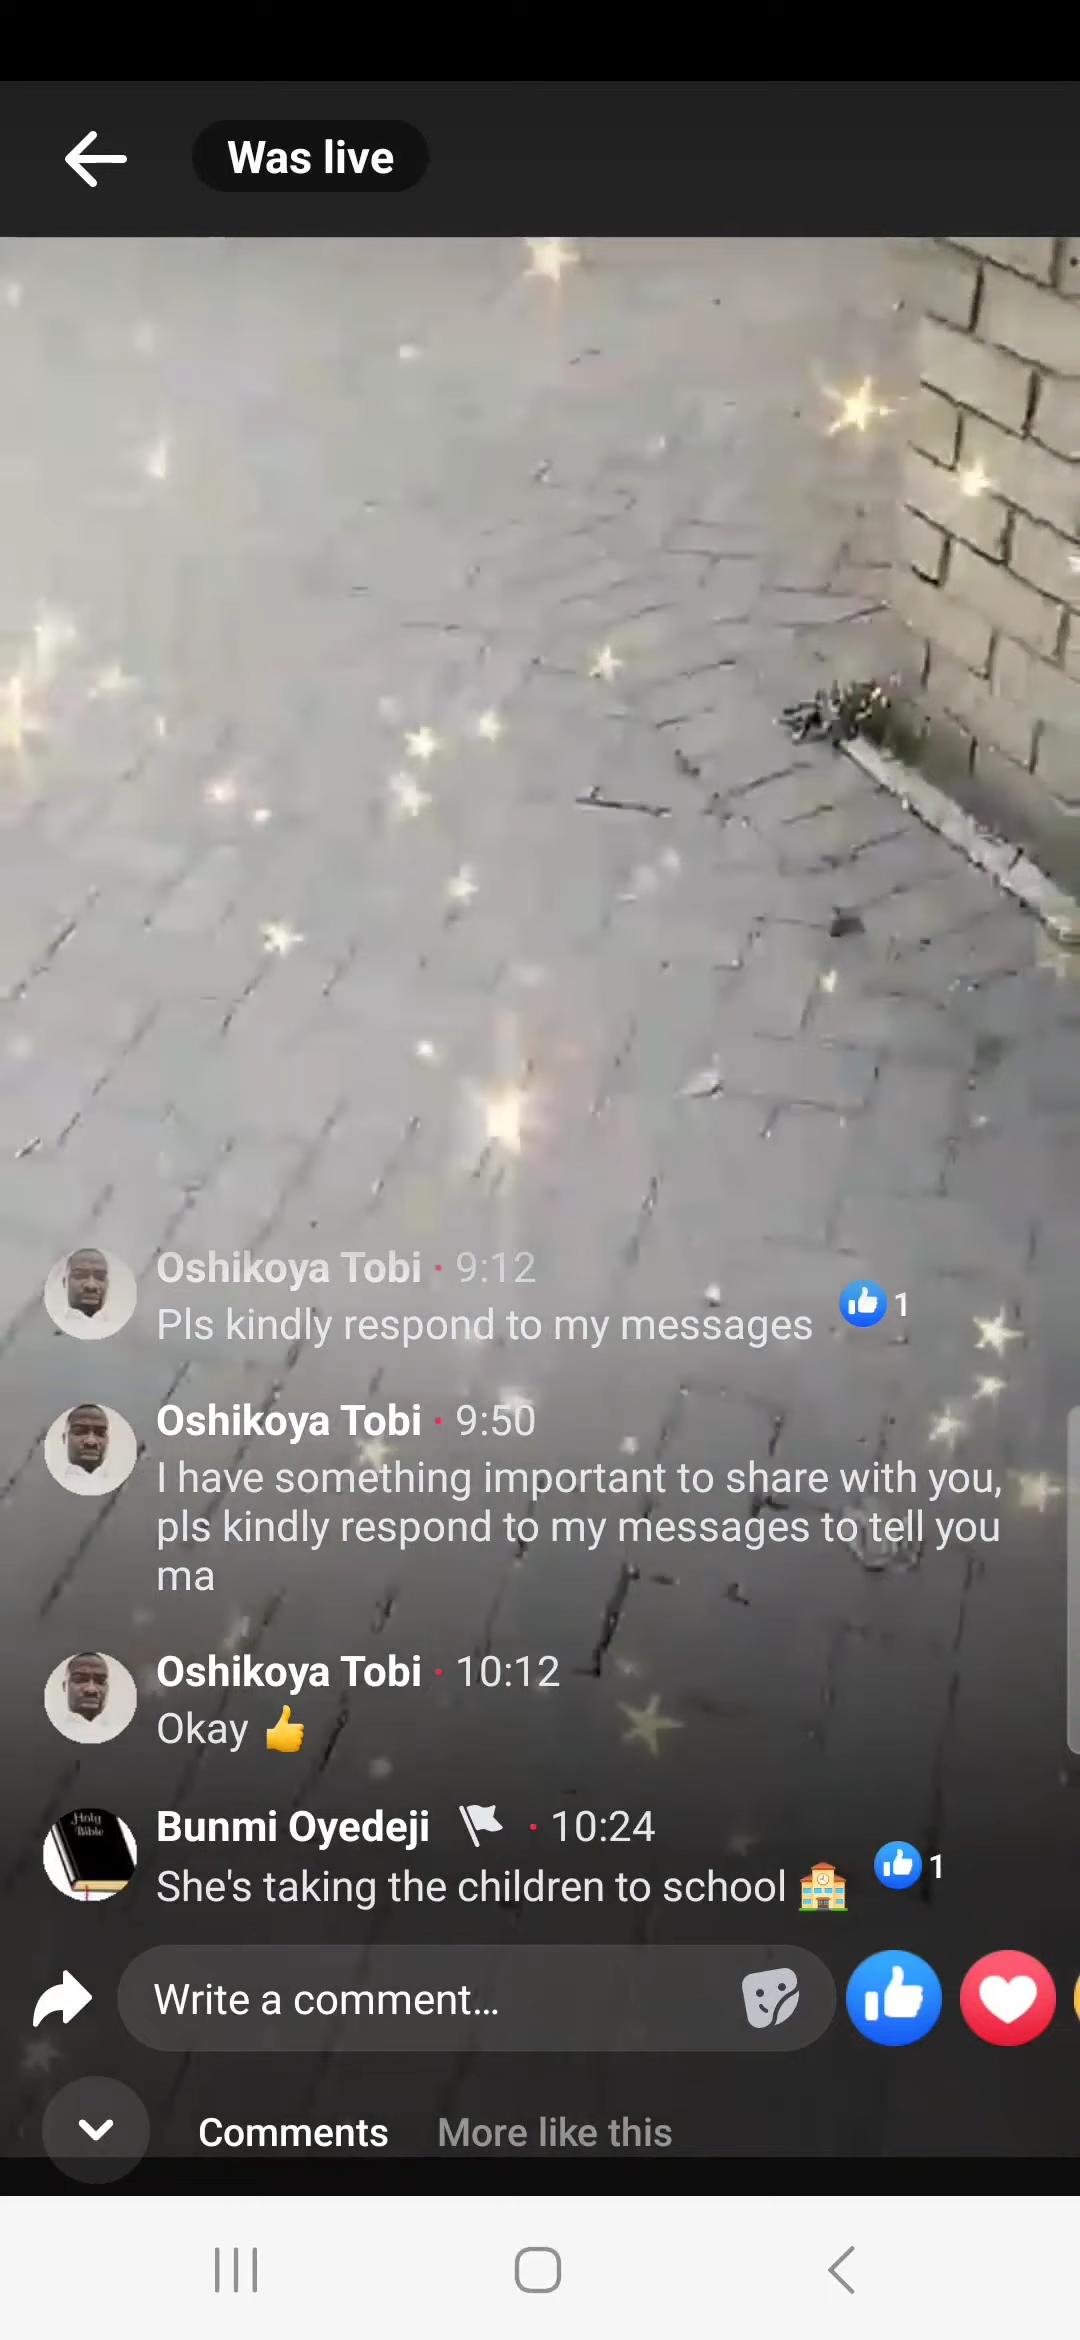 Was live
Oshikoya Tobi · 9:12
Pls kindly respond to my messages
1
Oshikoya Tobi · 9:50
I have something important to share with you,
pls kindly respond to my messages to tell you
ma
Oshikoya Tobi · 10:12
Okay 👍
Holy
Bible
Bunmi Oyedeji · 10:24
She's taking the children to school 🏫
1
Write a comment...
Comments More like this